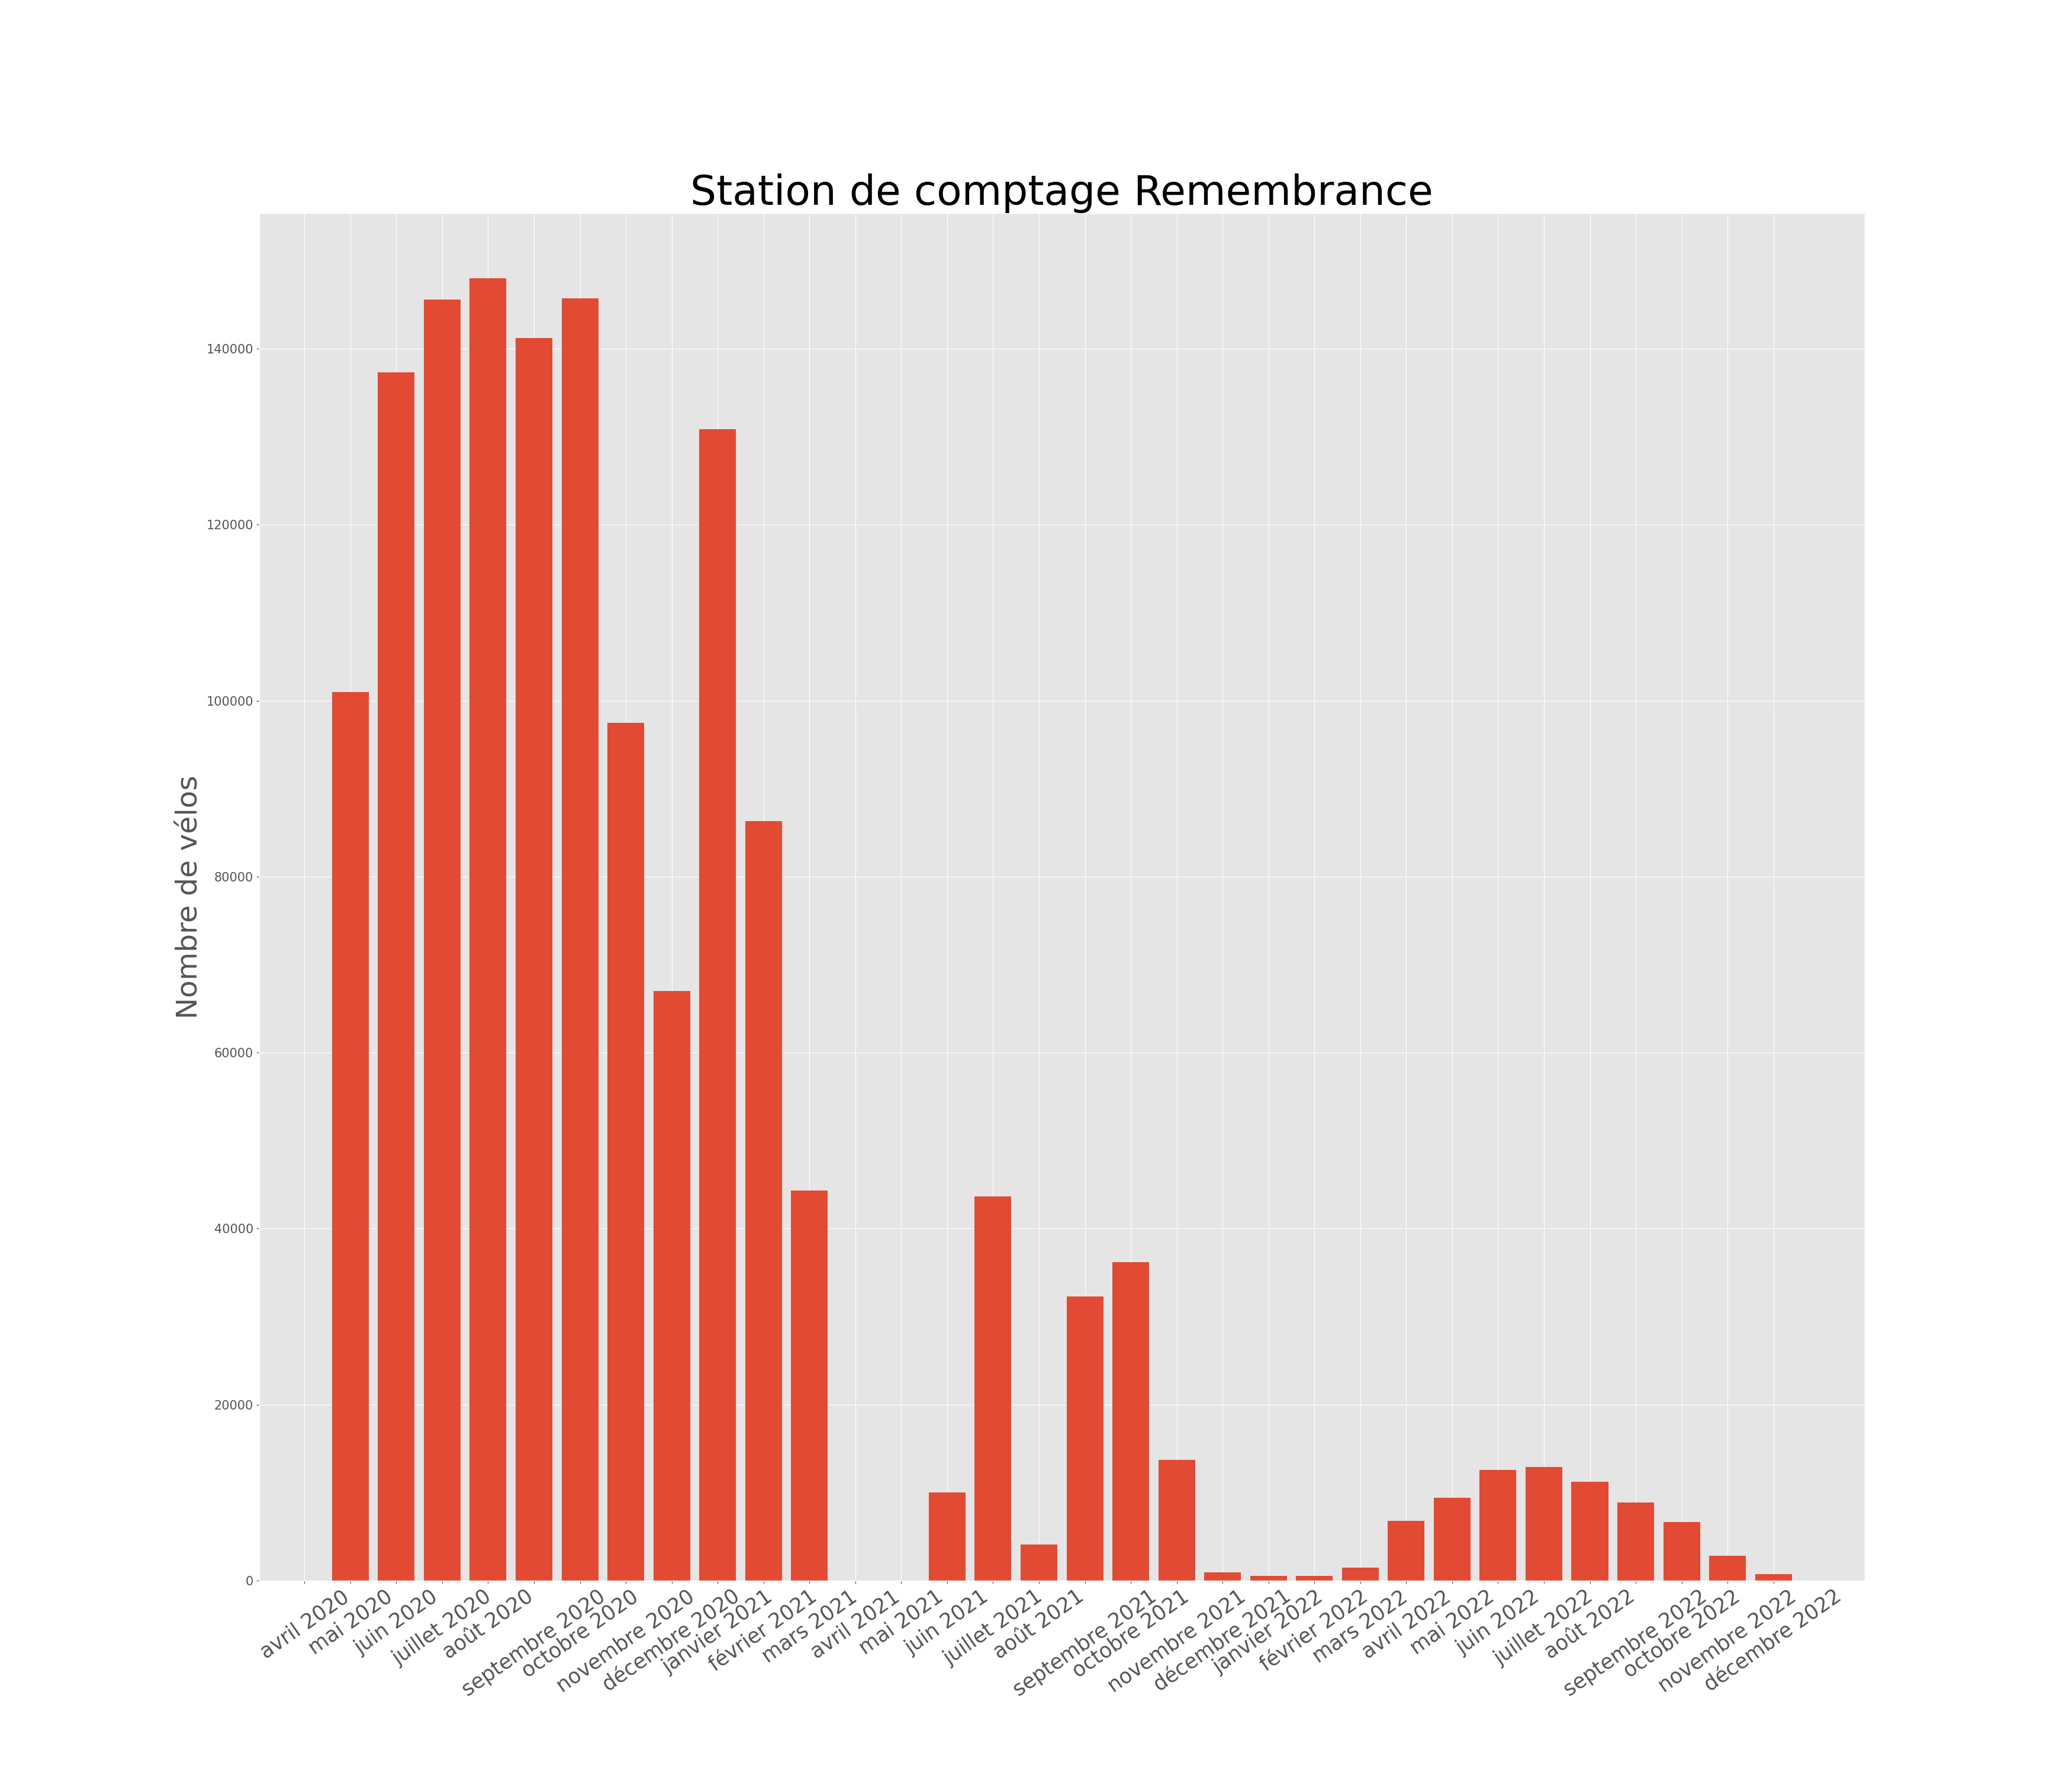 Station de comptage Remembrance
Nombre de vélos
140000
120000
100000
80000
60000
40000
20000
0
avril 2020
mai 2020
juin 2020
juillet 2020
août 2020
septembre 2020
octobre 2020
novembre 2020
décembre 2020
janvier 2021
février 2021
mars 2021
avril 2021
mai 2021
juin 2021
juillet 2021
août 2021
septembre 2021
octobre 2021
novembre 2021
décembre 2021
janvier 2022
février 2022
mars 2022
avril 2022
mai 2022
juin 2022
juillet 2022
août 2022
septembre 2022
octobre 2022
novembre 2022
décembre 2022